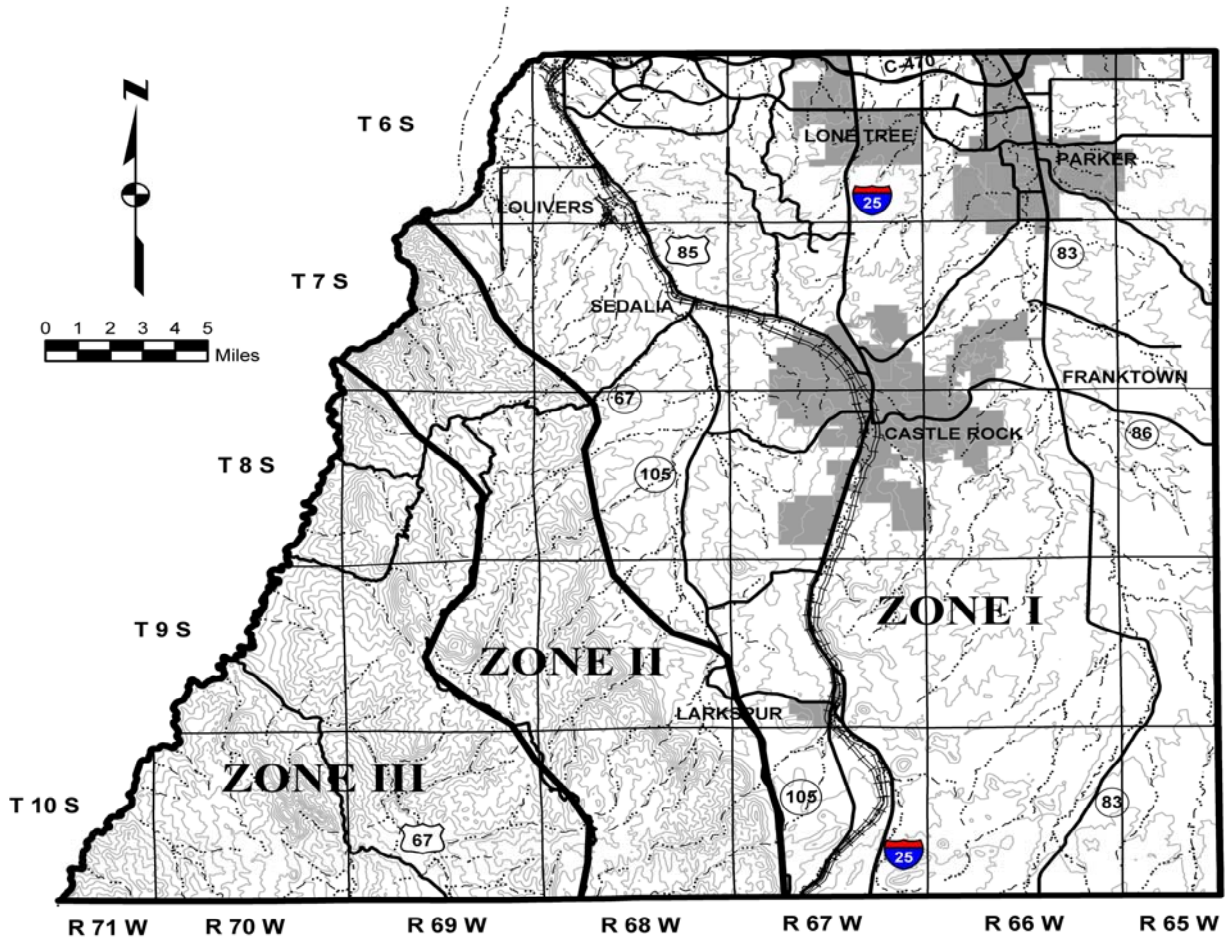 N
C-470
T 6 S
LONE TREE
PARKER
LOUIVERS
25
85
83
T 7 S
SEDALIA
0 1 2 3 4 5
Miles
FRANKTOWN
67
CASTLE ROCK
86
T 8 S
105
ZONE I
T 9 S
ZONE II
LARKSPUR
ZONE III
T 10 S
105
83
67
25
R 71 W R 70 W R 69 W R 68 W R 67 W R 66 W R 65 W